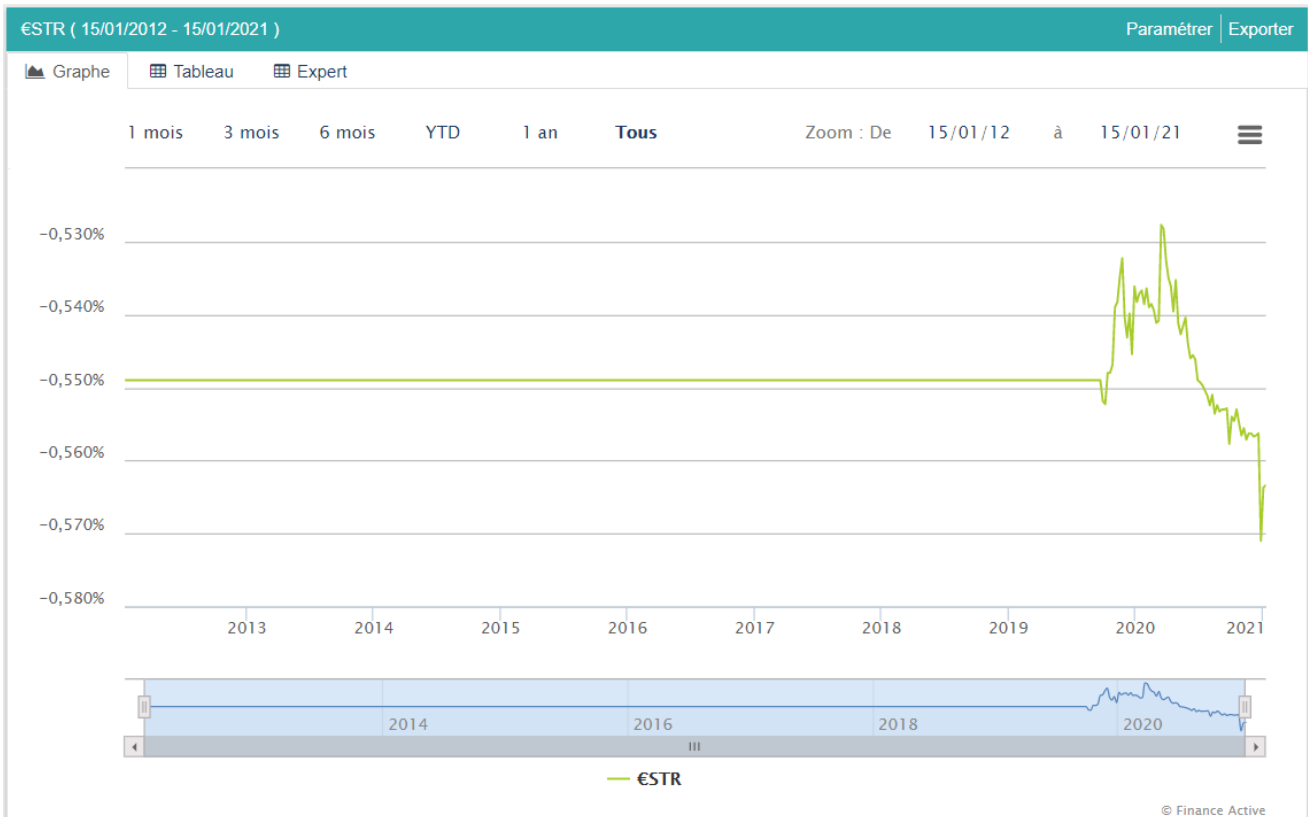 €STR ( 15/01/2012 - 15/01/2021 ) Paramétrer Exporter
Graphe Tableau Expert
1 mois 3 mois 6 mois YTD 1 an Tous Zoom : De 15/01/12 à 15/01/21
-0,530%
-0,540%
-0,550%
-0,560%
-0,570%
-0,580%
2013 2014 2015 2016 2017 2018 2019 2020 2021
2014 2016 2018 2020
€STR
© Finance Active